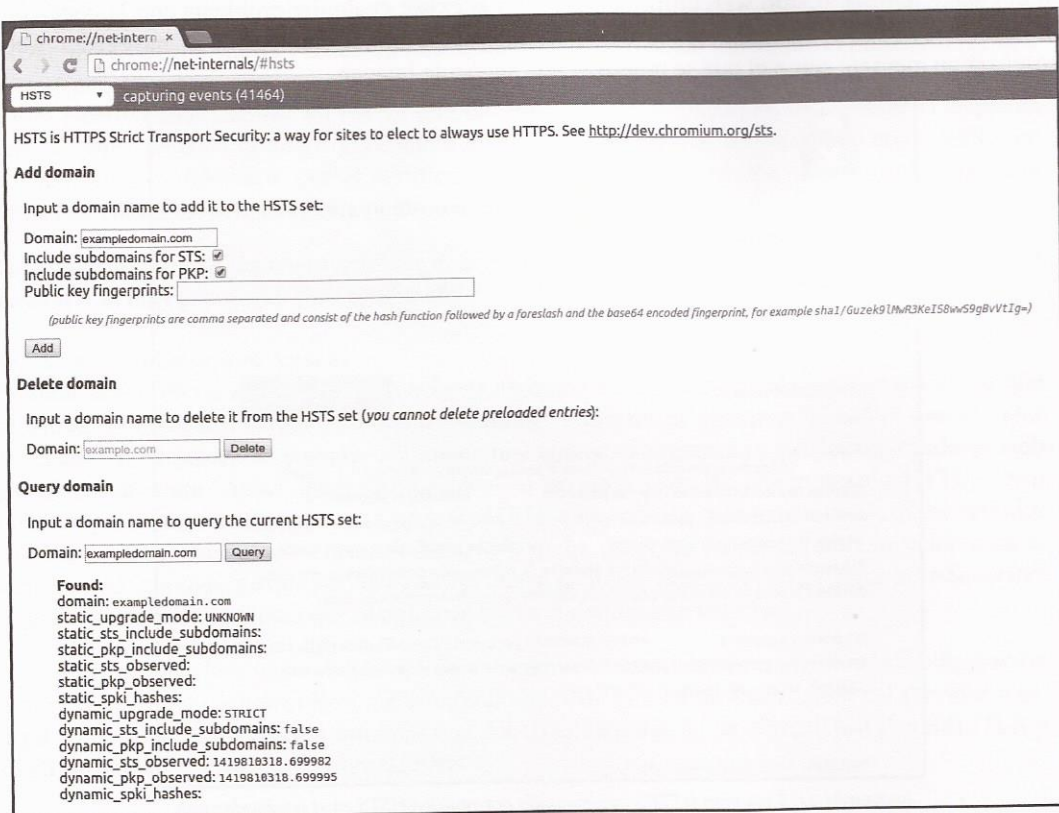 chrome://net-intern ×
chrome://net-internals/#hsts
HSTS ▼ capturing events (41464)
HSTS is HTTPS Strict Transport Security: a way for sites to elect to always use HTTPS. See http://dev.chromium.org/sts.
Add domain
Input a domain name to add it to the HSTS set:
Domain: exampledomain.com
Include subdomains for STS:
Include subdomains for PKP:
Public key fingerprints:
(public key fingerprints are comma separated and consist of the hash function followed by a foreslash and the base64 encoded fingerprint, for example sha1/Guzek9lMwR3KeIS8wwS9gBvVtIg=)
Add
Delete domain
Input a domain name to delete it from the HSTS set (you cannot delete preloaded entries):
Domain: example.com Delete
Query domain
Input a domain name to query the current HSTS set:
Domain: exampledomain.com Query
Found:
domain: exampledomain.com
static_upgrade_mode: UNKNOWN
static_sts_include_subdomains:
static_pkp_include_subdomains:
static_sts_observed:
static_pkp_observed:
static_spki_hashes:
dynamic_upgrade_mode: STRICT
dynamic_sts_include_subdomains: false
dynamic_pkp_include_subdomains: false
dynamic_sts_observed: 1419810318.699982
dynamic_pkp_observed: 1419810318.699995
dynamic_spki_hashes: